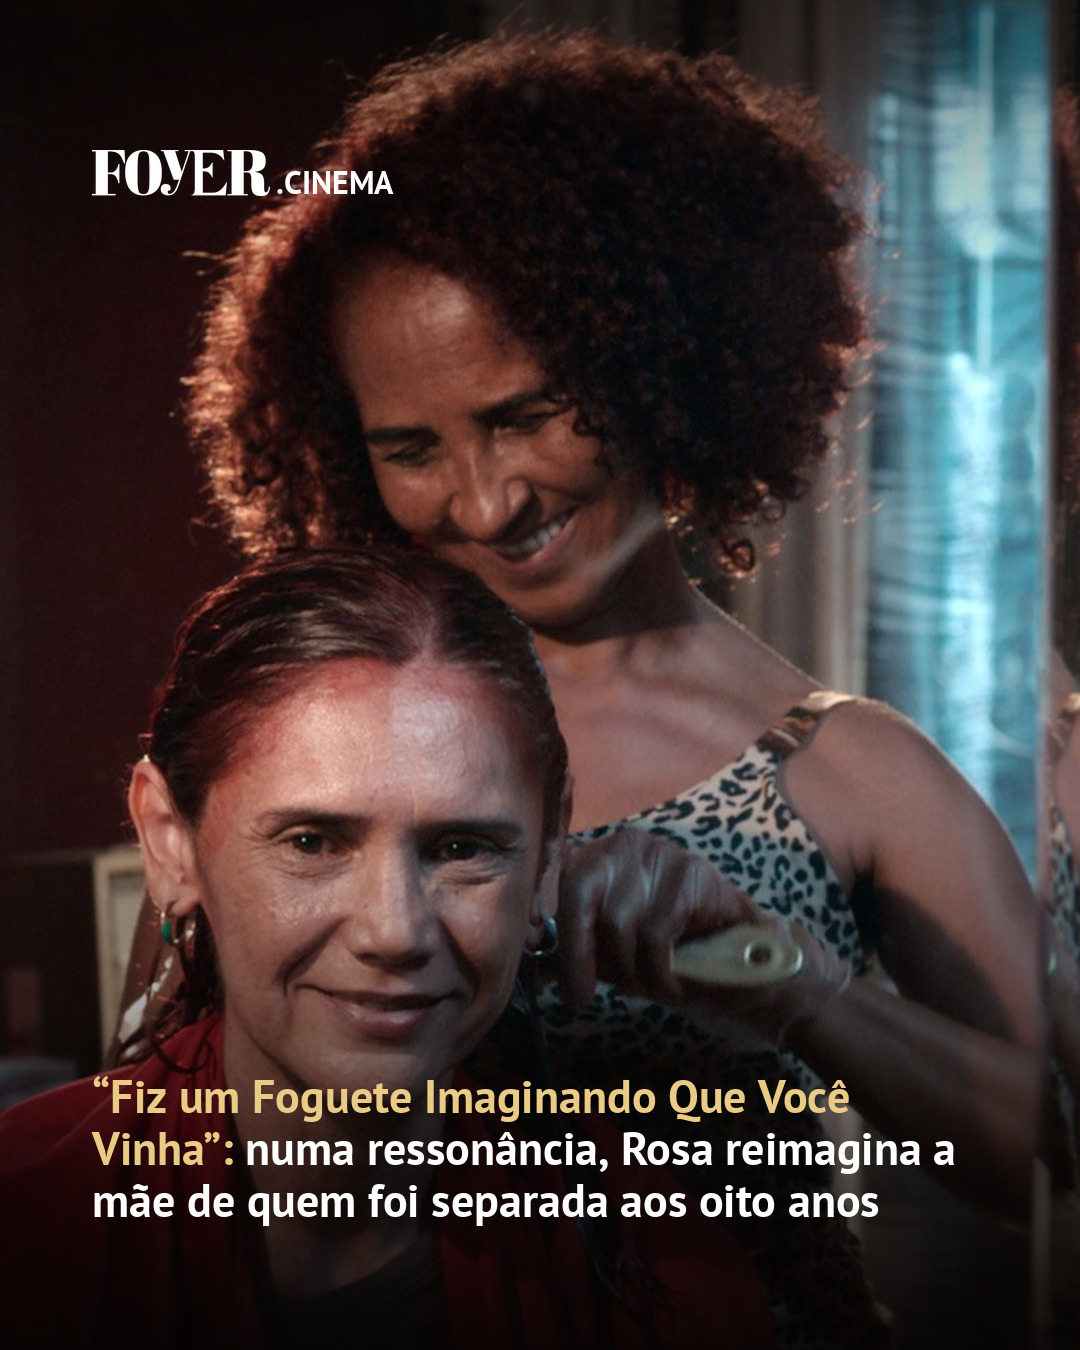 FOYER.CINEMA
“Fiz um Foguete Imaginando Que Você
Vinha”: numa ressonância, Rosa reimagina a
mãe de quem foi separada aos oito anos